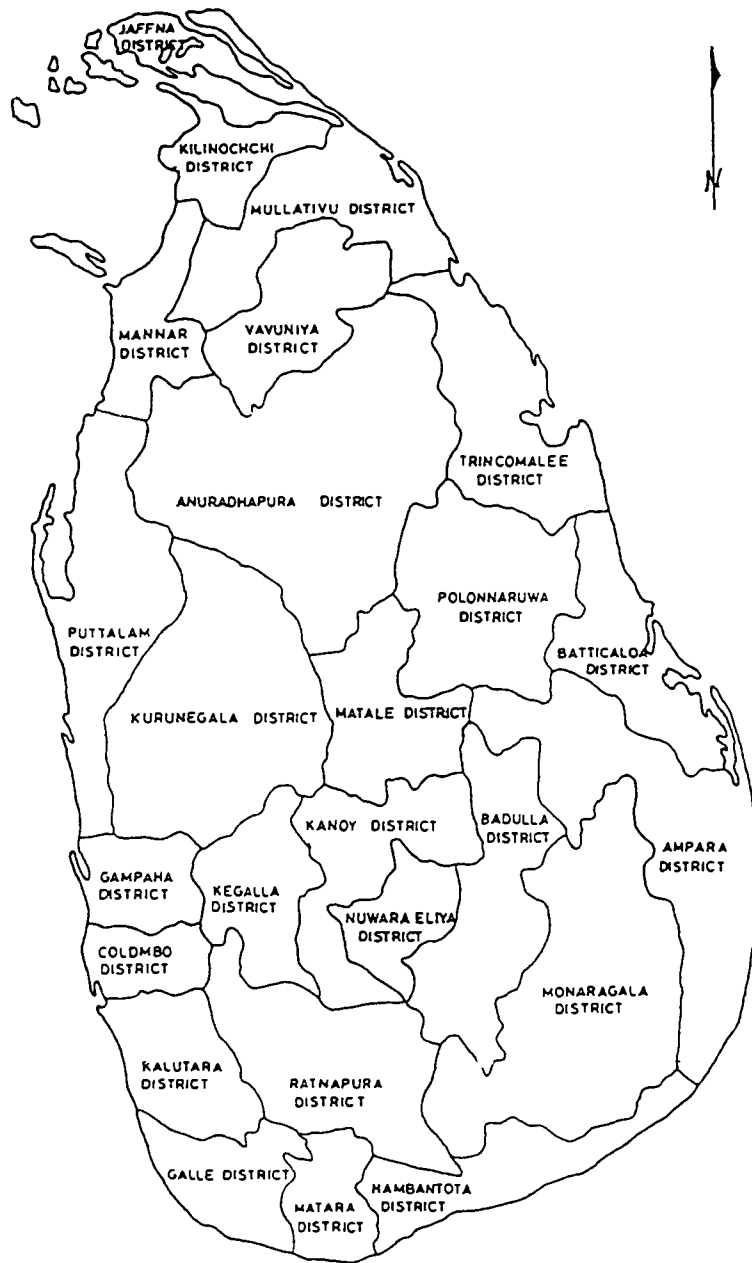 JAFFNA
DISTRICT
KILINOCHCHI
DISTRICT
MULLATIVU DISTRICT
N
MANNAR
DISTRICT
VAVUNIYA
DISTRICT
TRINCOMALEE
DISTRICT
ANURADHAPURA DISTRICT
POLONNARUWA
DISTRICT
PUTTALAM
DISTRICT
BATTICALOA
DISTRICT
KURUNEGALA DISTRICT
MATALE DISTRICT
KANOY DISTRICT
BADULLA
DISTRICT
AMPARA
DISTRICT
GAMPAHA
DISTRICT
KEGALLA
DISTRICT
NUWARA ELIYA
DISTRICT
COLOMBO
DISTRICT
MONARAGALA
DISTRICT
KALUTARA
DISTRICT
RATNAPURA
DISTRICT
GALLE DISTRICT
MATARA
DISTRICT
HAMBANTOTA
DISTRICT